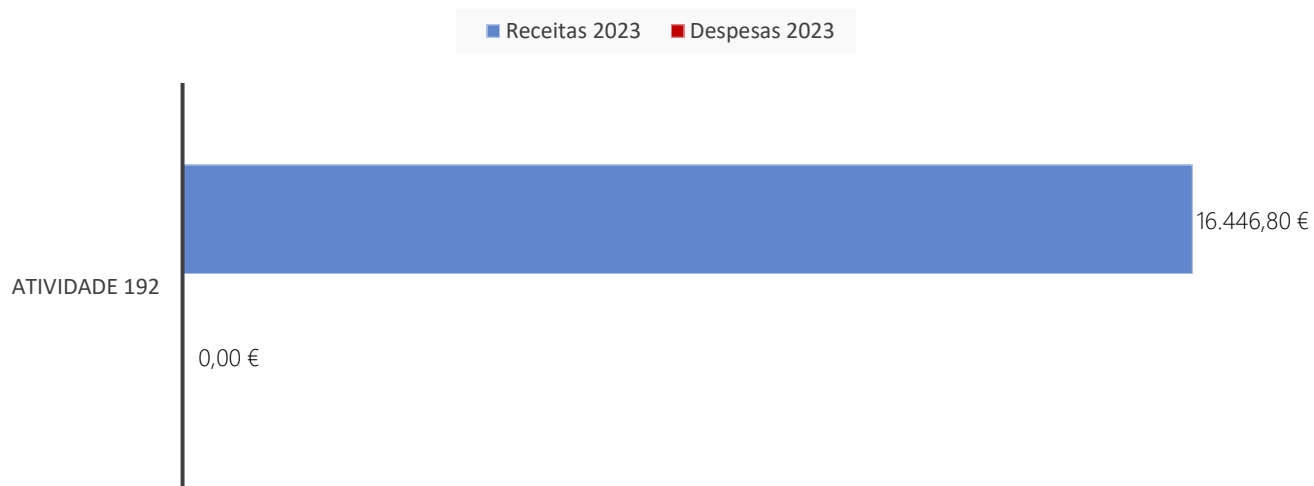 Receitas 2023 Despesas 2023
16.446,80 €
ATIVIDADE 192
0,00 €